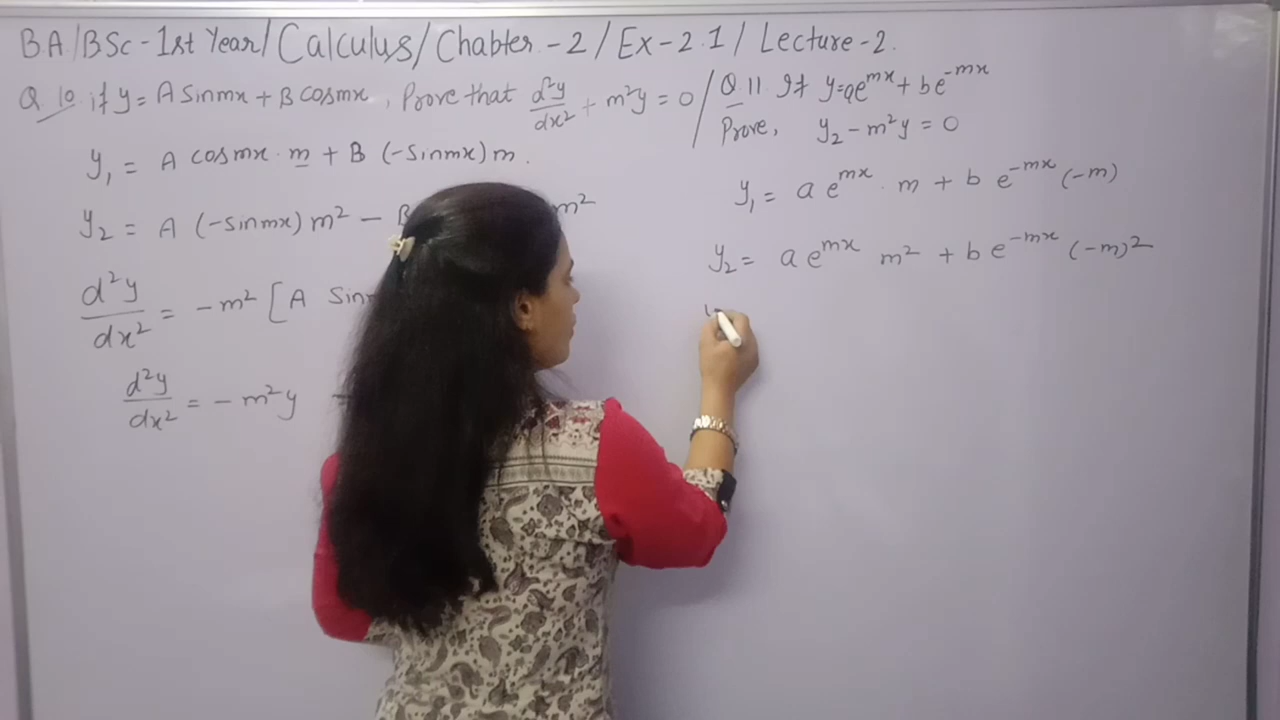 BA/BSc-1st Year/Calculus/Chabter-2/Ex-2.1/Lecture-2.
Q.10. if y = A Sinmx + B cosmx, Prove that d²y/dx² + m²y = 0
y₁ = A cosmx · m + B (-Sinmx) m.
y₂ = A (-Sinmx) m² - B m²
d²y/dx² = -m² [A
d²y/dx² = -m²y
Q 11 If y = ae^mx + be^-mx
Prove, y₂ - m²y = 0
y₁ = a e^mx · m + b e^-mx (-m)
y₂ = a e^mx m² + b e^-mx (-m)²